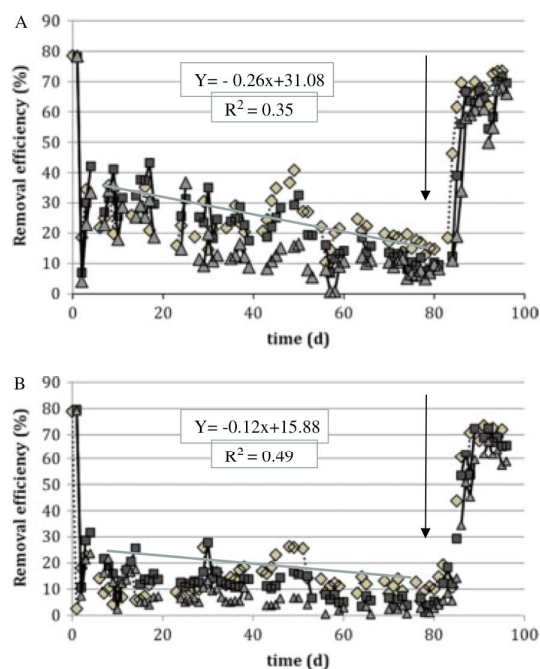 A
Removal efficiency (%)
90
80
70
60
50
40
30
20
10
0
Y= - 0.26x+31.08
R² = 0.35
0 20 40 60 80 100
time (d)
B
Removal efficiency (%)
90
80
70
60
50
40
30
20
10
0
Y= -0.12x+15.88
R² = 0.49
0 20 40 60 80 100
time (d)